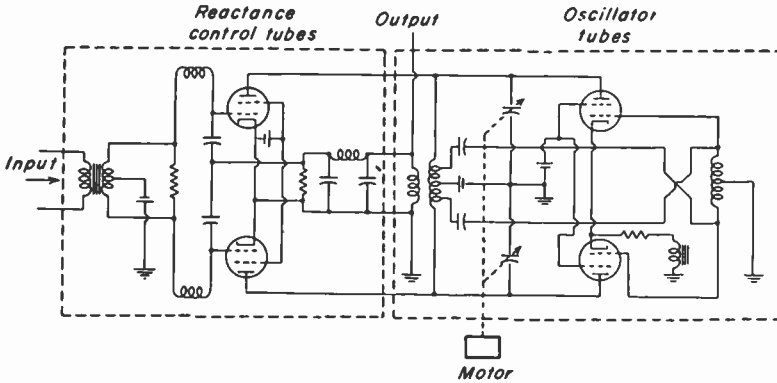 Reactance
control tubes
Output
Oscillator
tubes
Input
Motor